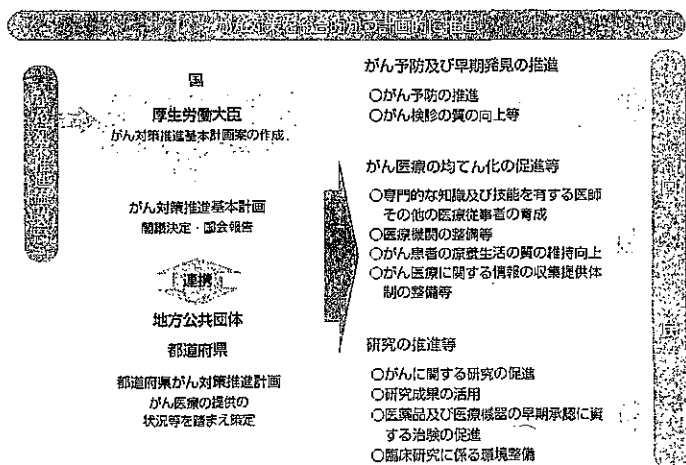 国
厚生労働大臣
がん対策推進基本計画案の作成
がん対策推進基本計画
閣議決定・国会報告
連携
地方公共団体
都道府県
都道府県がん対策推進計画
がん医療の提供の
状況等を踏まえ策定
がん予防及び早期発見の推進
○がん予防の推進
○がん検診の質の向上等
がん医療の均てん化の促進等
○専門的な知識及び技能を有する医師
その他の医療従事者の育成
○医療機関の整備等
○がん患者の療養生活の質の維持向上
○がん医療に関する情報の収集提供体
制の整備等
研究の推進等
○がんに関する研究の促進
○研究成果の活用
○医薬品及び医療機器の早期承認に資
する治験の促進
○臨床研究に係る環境整備